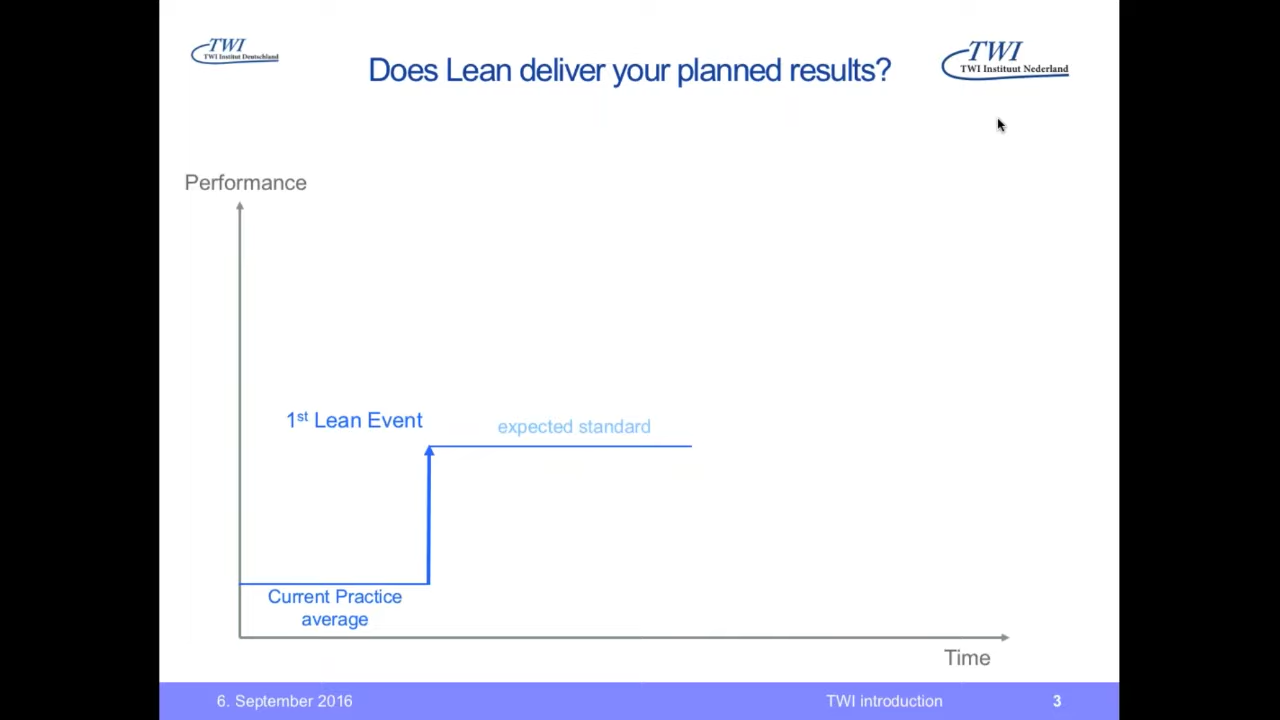 TWI
TWI Institut Deutschland
Does Lean deliver your planned results?
TWI
TWI Instituut Nederland
Performance
1st Lean Event
expected standard
Current Practice
average
Time
6. September 2016
TWI introduction
3